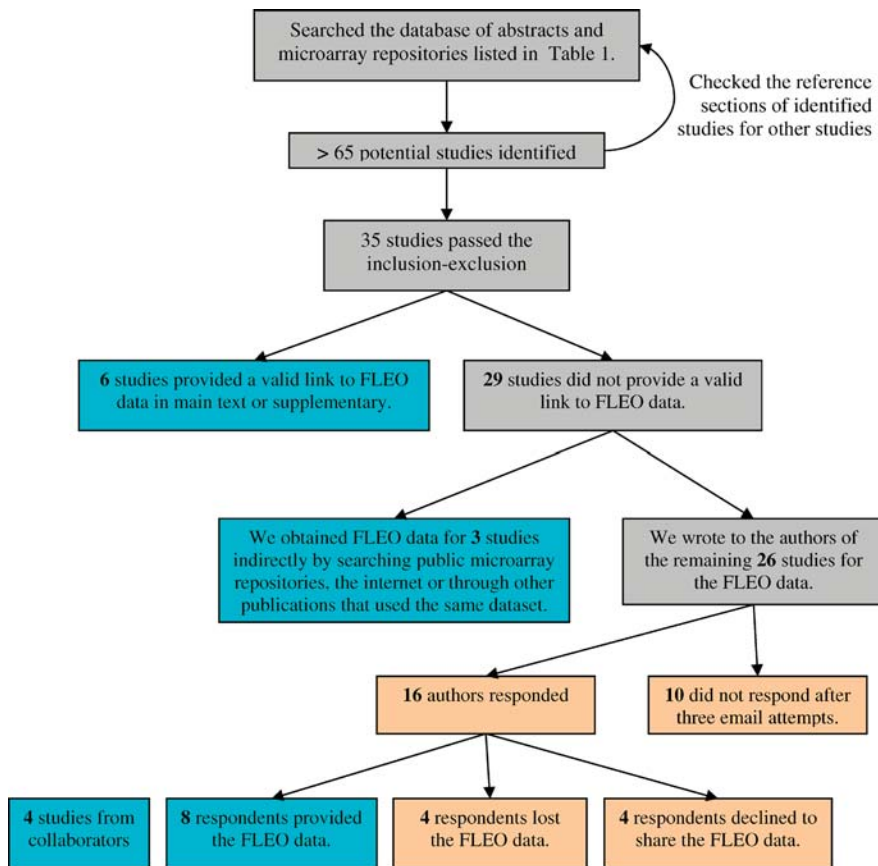 Searched the database of abstracts and
microarray repositories listed in Table 1.
Checked the reference
sections of identified
studies for other studies
> 65 potential studies identified
35 studies passed the
inclusion-exclusion
6 studies provided a valid link to FLEO
data in main text or supplementary.
29 studies did not provide a valid
link to FLEO data.
We obtained FLEO data for 3 studies
indirectly by searching public microarray
repositories, the internet or through other
publications that used the same dataset.
We wrote to the authors of
the remaining 26 studies for
the FLEO data.
16 authors responded
10 did not respond after
three email attempts.
4 studies from
collaborators
8 respondents provided
the FLEO data.
4 respondents lost
the FLEO data.
4 respondents declined to
share the FLEO data.